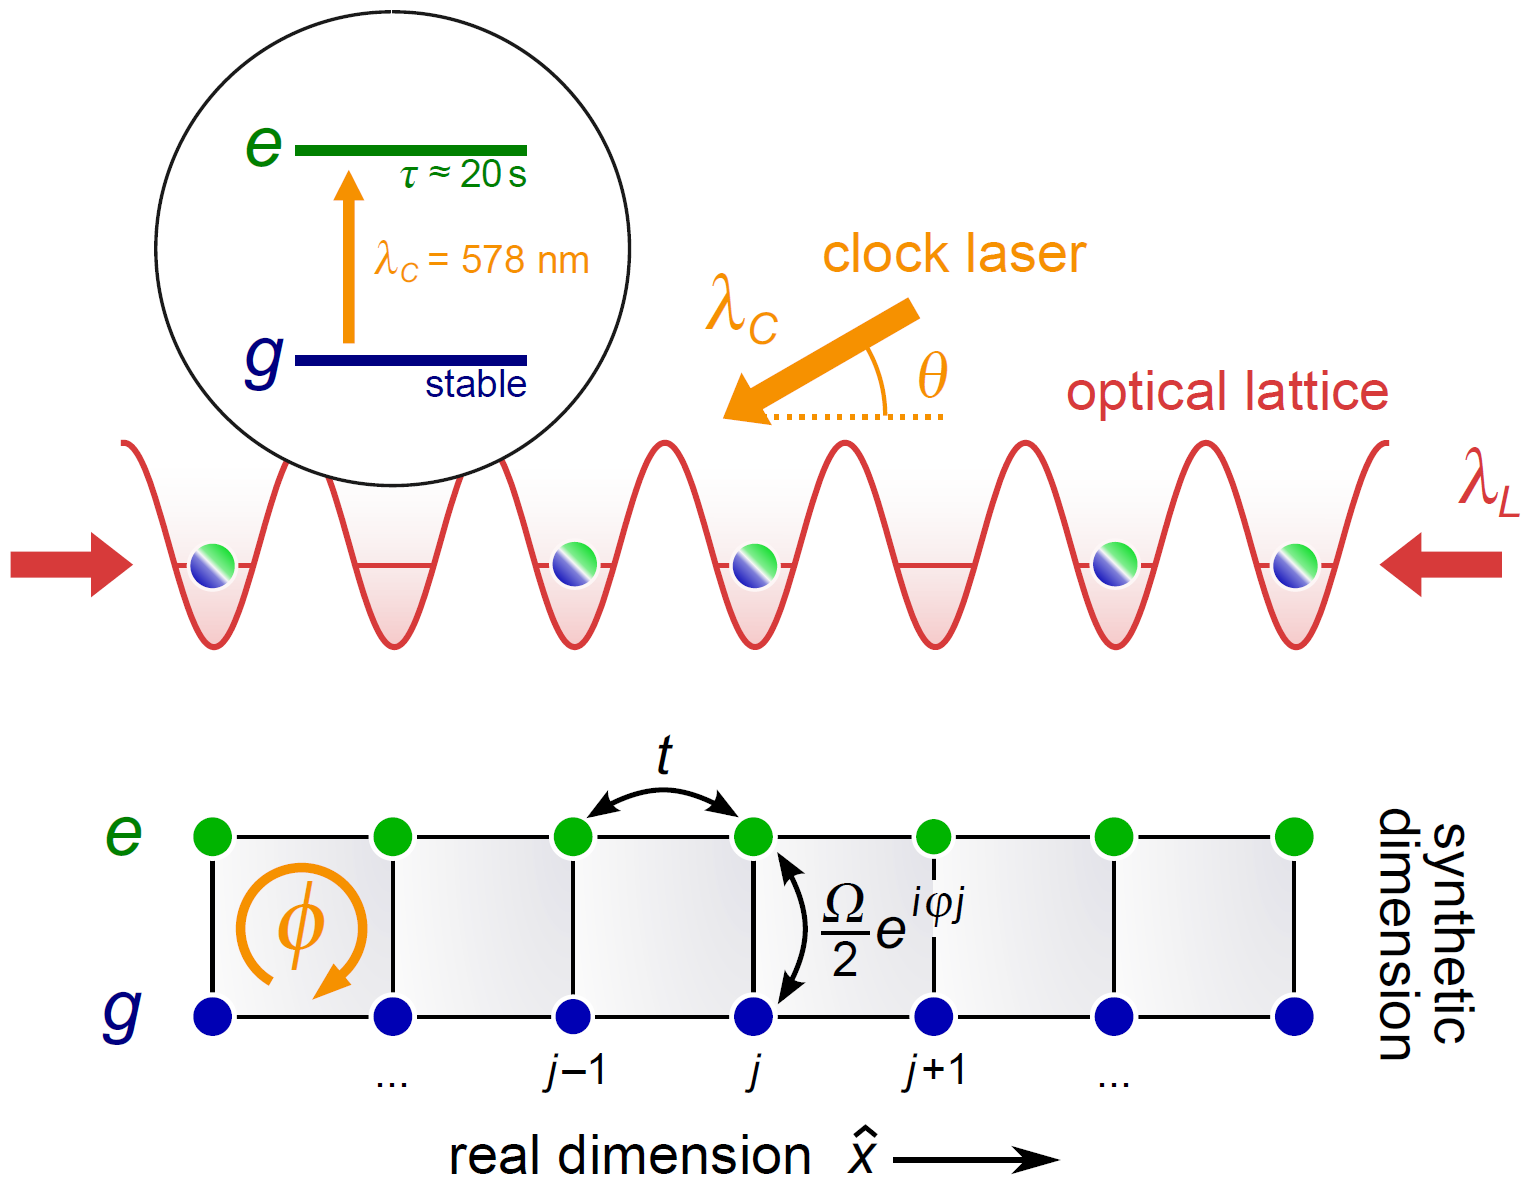 e
τ ≈ 20 s
λC = 578 nm
g
stable
clock laser
λC
θ
optical lattice
λL
t
e
ϕ
Ω/2 e^{iφj}
g
synthetic
dimension
... j–1 j j+1 ...
real dimension x̂